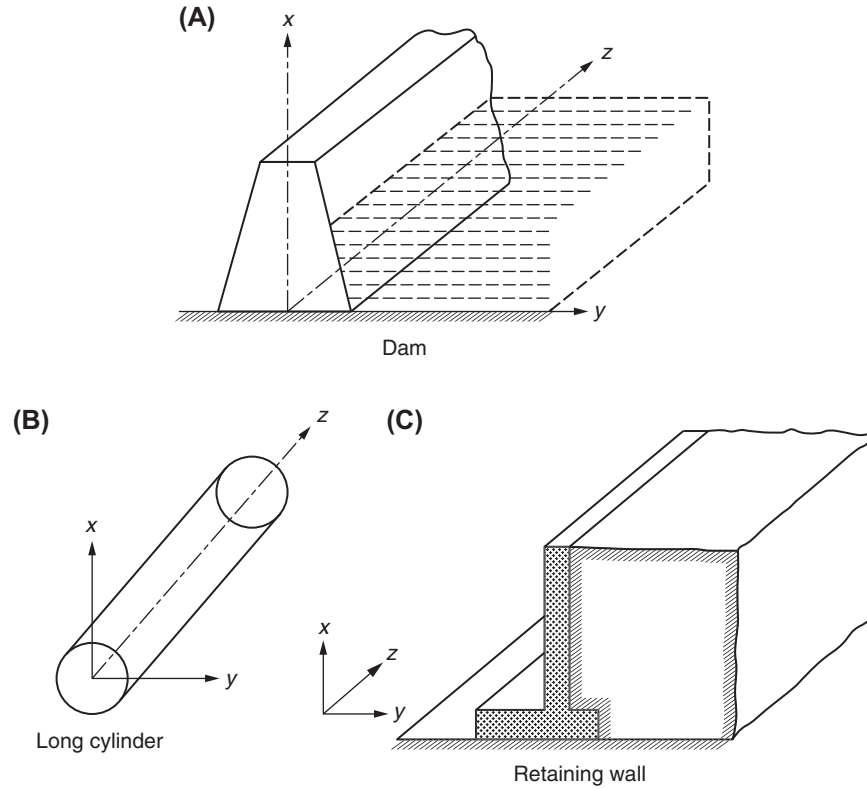 (A)
x
z
y
Dam
(B)
x
z
y
Long cylinder
(C)
x
z
y
Retaining wall